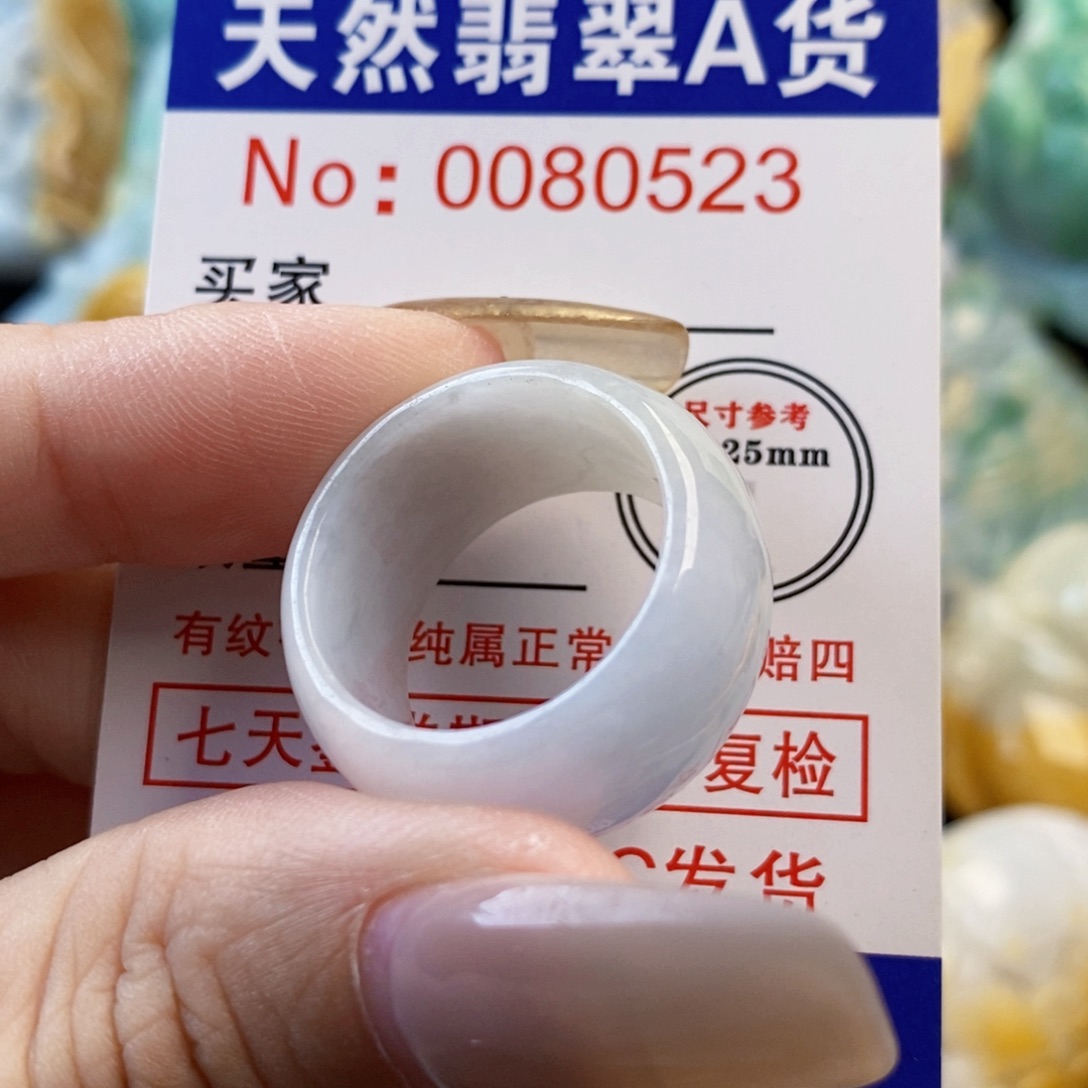 天然翡翠A货
No: 0080523
买家
尺寸参考
25mm
有纹 纯属正常 赔四
七天 复检
发货